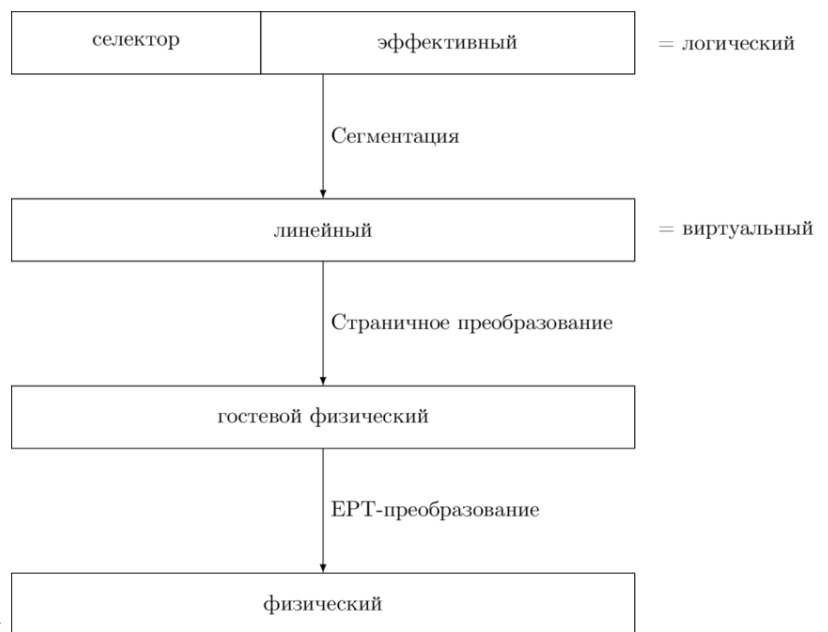 селектор эффективный = логический
Сегментация
линейный = виртуальный
Страничное преобразование
гостевой физический
EPT-преобразование
физический